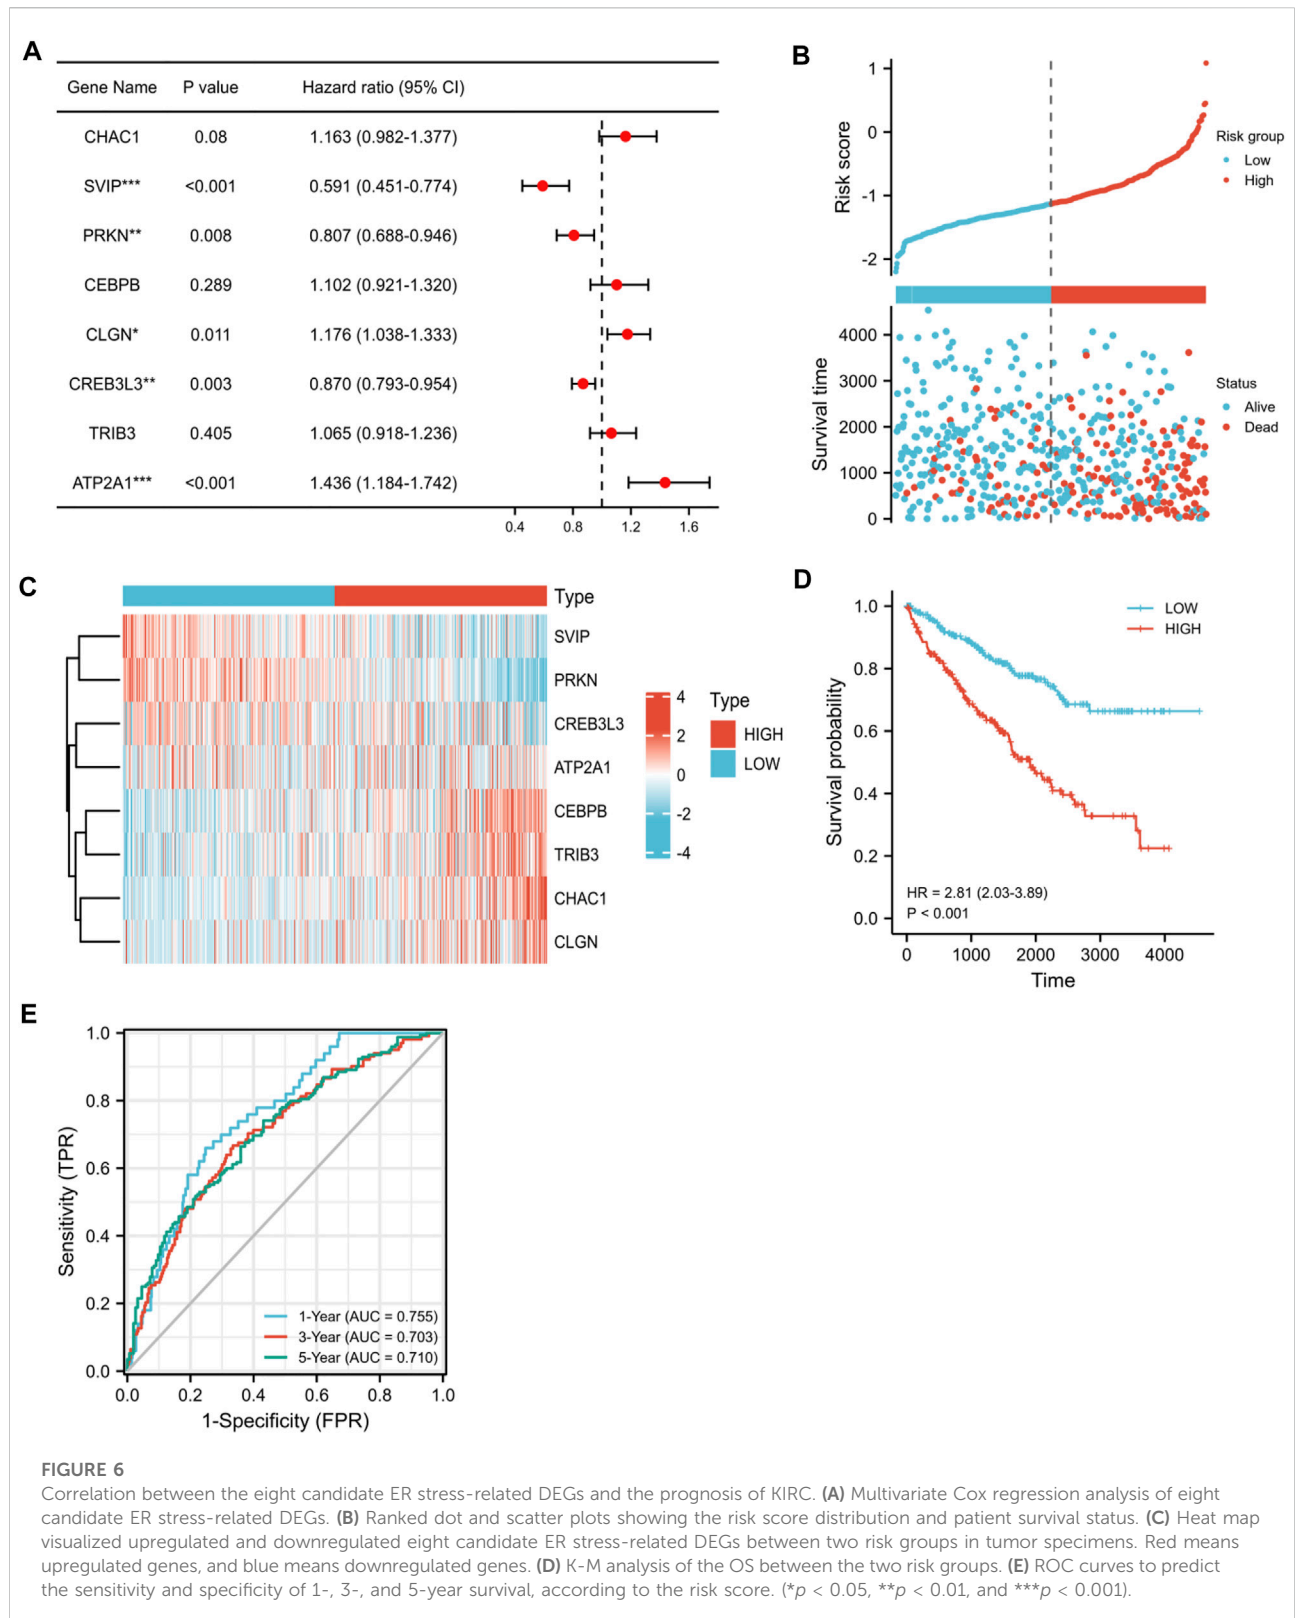 A
Gene Name P value Hazard ratio (95% CI)
CHAC1 0.08 1.163 (0.982-1.377)
SVIP*** <0.001 0.591 (0.451-0.774)
PRKN** 0.008 0.807 (0.688-0.946)
CEBPB 0.289 1.102 (0.921-1.320)
CLGN* 0.011 1.176 (1.038-1.333)
CREB3L3** 0.003 0.870 (0.793-0.954)
TRIB3 0.405 1.065 (0.918-1.236)
ATP2A1*** <0.001 1.436 (1.184-1.742)
0.4 0.8 1.2 1.6
B
Risk score
1
0
-1
-2
Risk group
Low
High
Survival time
4000
3000
2000
1000
0
Status
Alive
Dead
C
Type
SVIP
PRKN
CREB3L3
ATP2A1
CEBPB
TRIB3
CHAC1
CLGN
4
2
0
-2
-4
Type
HIGH
LOW
D
Survival probability
1.0
0.8
0.6
0.4
0.2
0.0
LOW
HIGH
HR = 2.81 (2.03-3.89)
P < 0.001
0 1000 2000 3000 4000
Time
E
Sensitivity (TPR)
1.0
0.8
0.6
0.4
0.2
0.0
1-Year (AUC = 0.755)
3-Year (AUC = 0.703)
5-Year (AUC = 0.710)
0.0 0.2 0.4 0.6 0.8 1.0
1-Specificity (FPR)
FIGURE 6
Correlation between the eight candidate ER stress-related DEGs and the prognosis of KIRC. (A) Multivariate Cox regression analysis of eight
candidate ER stress-related DEGs. (B) Ranked dot and scatter plots showing the risk score distribution and patient survival status. (C) Heat map
visualized upregulated and downregulated eight candidate ER stress-related DEGs between two risk groups in tumor specimens. Red means
upregulated genes, and blue means downregulated genes. (D) K-M analysis of the OS between the two risk groups. (E) ROC curves to predict
the sensitivity and specificity of 1-, 3-, and 5-year survival, according to the risk score. (*p < 0.05, **p < 0.01, and ***p < 0.001).